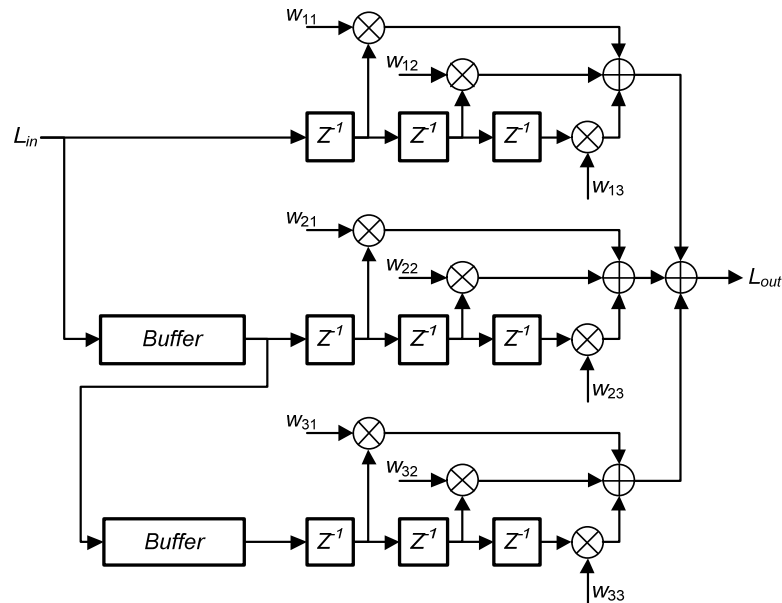 w₁₁
w₁₂
L_in Z⁻¹ Z⁻¹ Z⁻¹
w₁₃
w₂₁
w₂₂
L_out
Buffer Z⁻¹ Z⁻¹ Z⁻¹
w₂₃
w₃₁
w₃₂
Buffer Z⁻¹ Z⁻¹ Z⁻¹
w₃₃